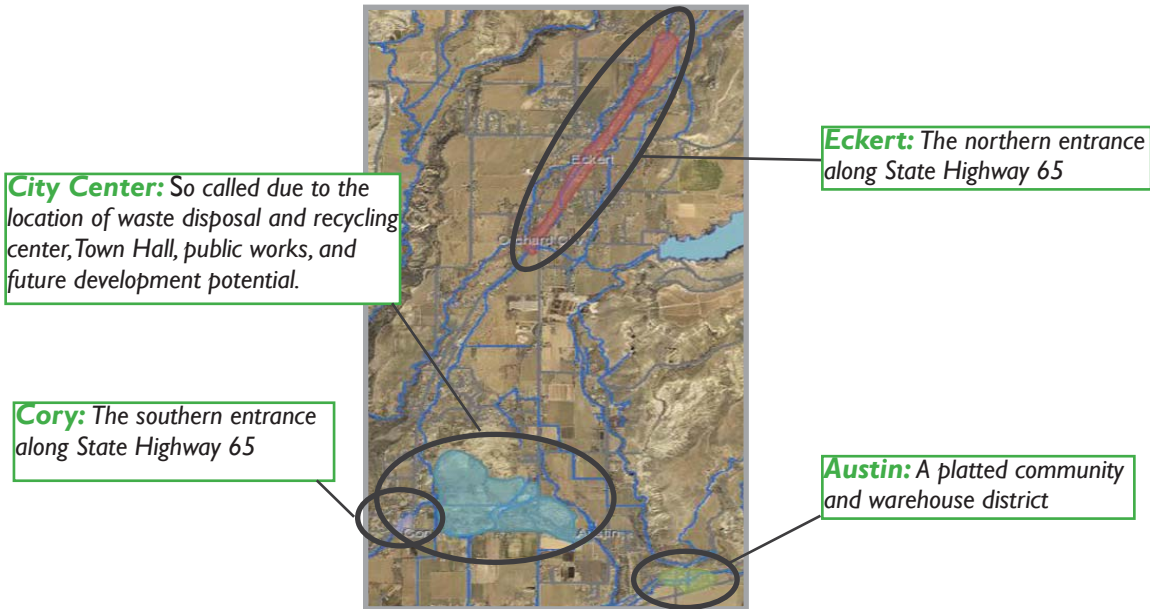 Eckert: The northern entrance
along State Highway 65
City Center: So called due to the
location of waste disposal and recycling
center, Town Hall, public works, and
future development potential.
Eckert
Orchard City
Cory: The southern entrance
along State Highway 65
Austin: A platted community
and warehouse district
Cory
Austin